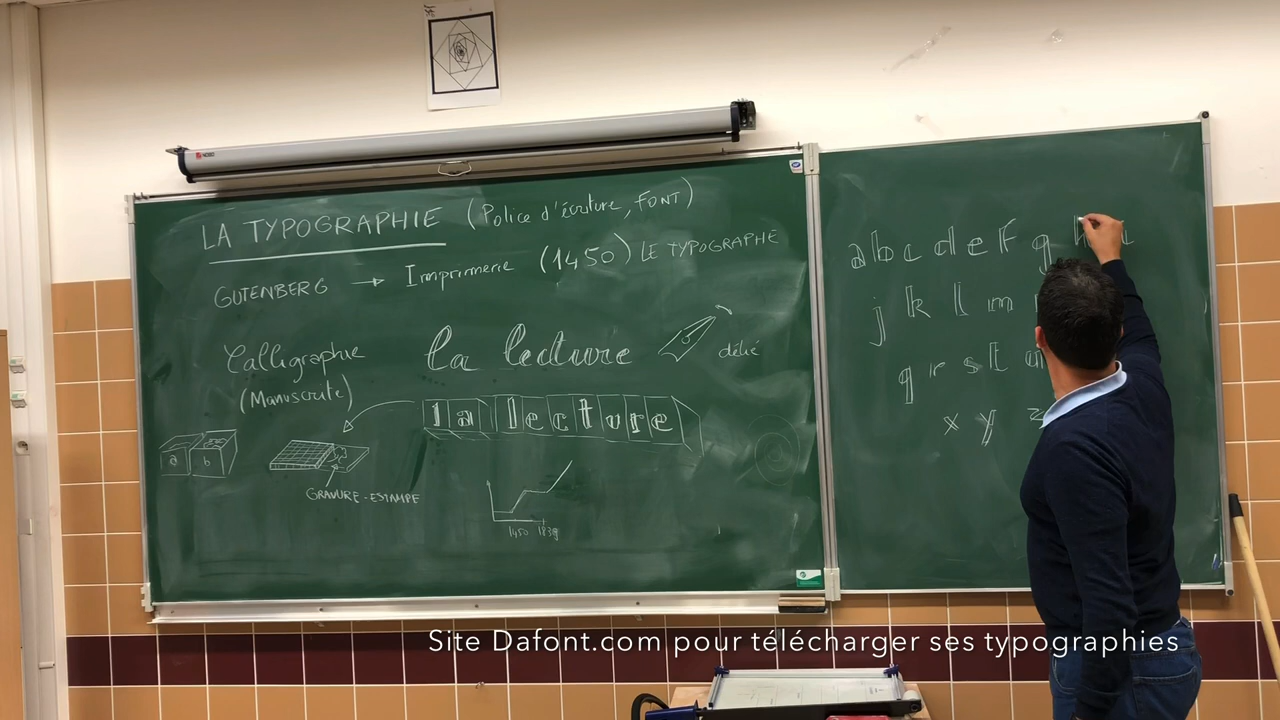 LA TYPOGRAPHIE (Police d'écriture, FONT)
GUTENBERG → Imprimerie (1450) LE TYPOGRAPHE
Calligraphie
(Manuscrite)
la lecture
délié
la lecture
a b
GRAVURE-ESTAMPE
1450 1839
a b c d e f g h i
j k l m
q r s t u
x y z
Site Dafont.com pour télécharger ses typographies